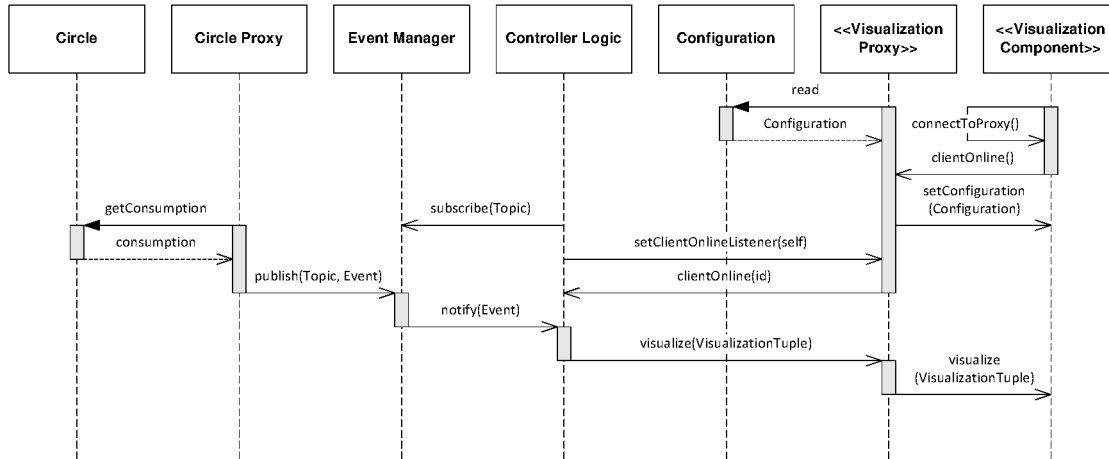 Circle
Circle Proxy
Event Manager
Controller Logic
Configuration
<<Visualization
Proxy>>
<<Visualization
Component>>
read
Configuration
connectToProxy()
clientOnline()
setConfiguration
(Configuration)
getConsumption
subscribe(Topic)
consumption
setClientOnlineListener(self)
publish(Topic, Event)
clientOnline(id)
notify(Event)
visualize(VisualizationTuple)
visualize
(VisualizationTuple)